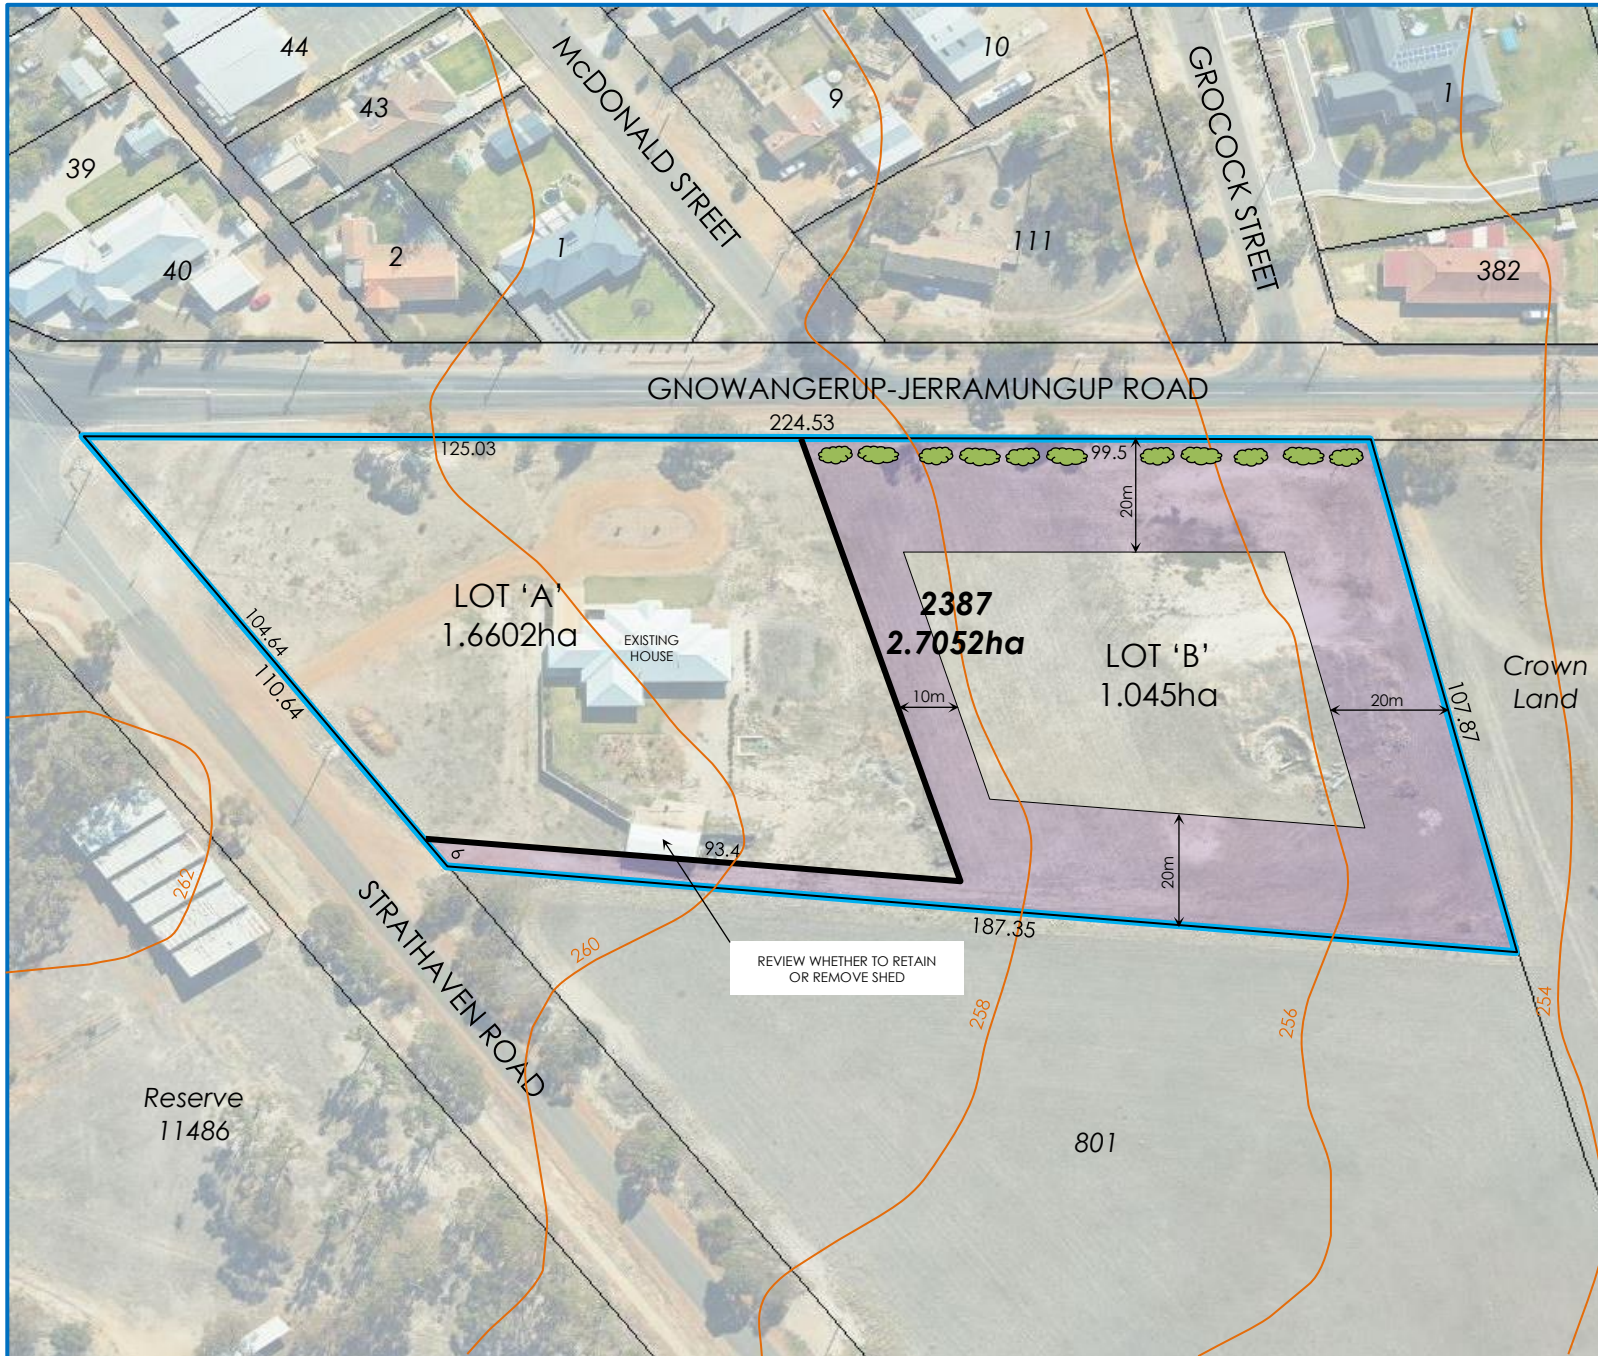 44
10
McDONALD STREET
GROCOCK STREET
1
9
43
39
111
2
1
40
382
GNOWANGERUP-JERRAMUNGUP ROAD
224.53
125.03
99.5
20m
LOT ‘A’
1.6602ha
2387
2.7052ha
EXISTING
HOUSE
LOT ‘B’
1.045ha
104.64
110.64
10m
20m
107.87
Crown
Land
6
93.4
20m
262
STRATHAVEN ROAD
187.35
260
REVIEW WHETHER TO RETAIN
OR REMOVE SHED
258
256
254
Reserve
11486
801